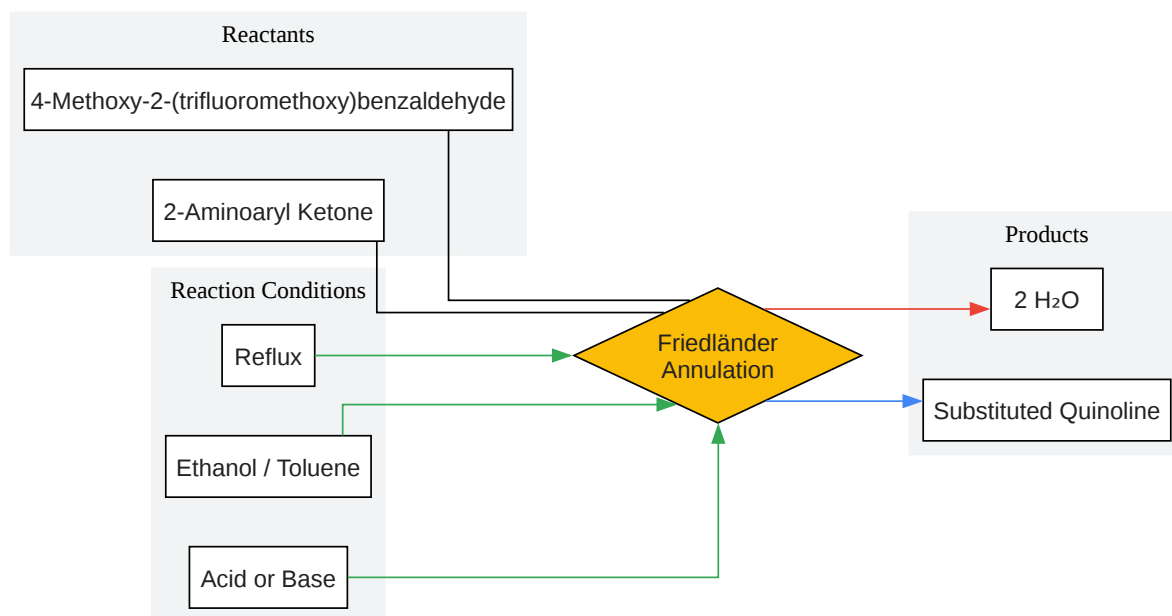 Reactants
4-Methoxy-2-(trifluoromethoxy)benzaldehyde
2-Aminoaryl Ketone
Reaction Conditions
Reflux
Ethanol / Toluene
Acid or Base
Friedländer
Annulation
Products
2 H₂O
Substituted Quinoline